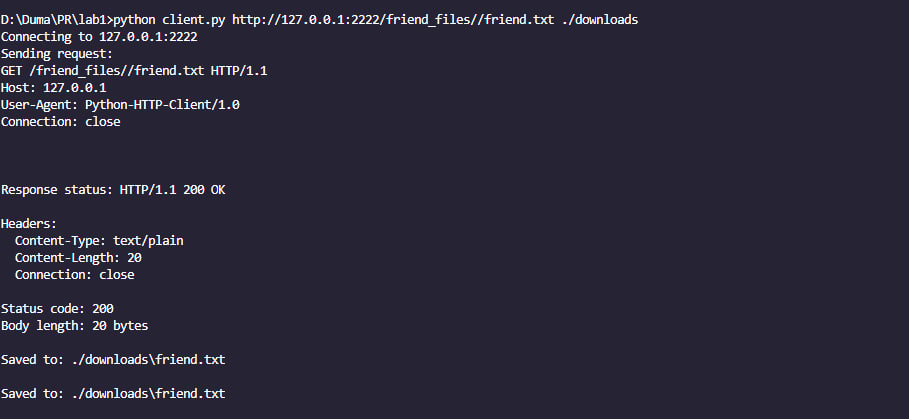 D:\Duma\PR\lab1>python client.py http://127.0.0.1:2222/friend_files//friend.txt ./downloads
Connecting to 127.0.0.1:2222
Sending request:
GET /friend_files//friend.txt HTTP/1.1
Host: 127.0.0.1
User-Agent: Python-HTTP-Client/1.0
Connection: close
Response status: HTTP/1.1 200 OK
Headers:
Content-Type: text/plain
Content-Length: 20
Connection: close
Status code: 200
Body length: 20 bytes
Saved to: ./downloads\friend.txt
Saved to: ./downloads\friend.txt